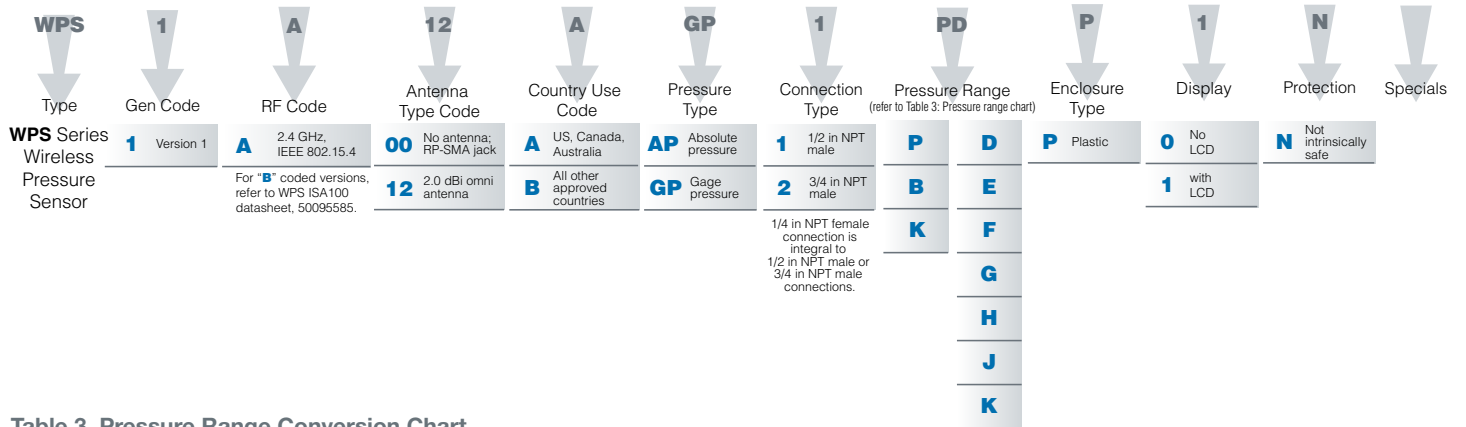 WPS 1 A 12 A GP 1 PD P 1 N
Type
Gen Code
RF Code
Antenna
Type Code
Country Use
Code
Pressure
Type
Connection
Type
Pressure Range
(refer to Table 3: Pressure range chart)
Enclosure
Type
Display
Protection
Specials
WPS Series
Wireless
Pressure
Sensor
1 Version 1
A 2.4 GHz,
IEEE 802.15.4
For “B” coded versions,
refer to WPS ISA100
datasheet, 50095585.
00 No antenna;
RP-SMA jack
12 2.0 dBi omni
antenna
A US, Canada,
Australia
B All other
approved
countries
AP Absolute
pressure
GP Gage
pressure
1 1/2 in NPT
male
2 3/4 in NPT
male
1/4 in NPT female
connection is
integral to
1/2 in NPT male or
3/4 in NPT male
connections.
P
B
K
D
E
F
G
H
J
K
P Plastic
0 No
LCD
1 with
LCD
N Not
intrinsically
safe
Table 3. Pressure Range Conversion Chart